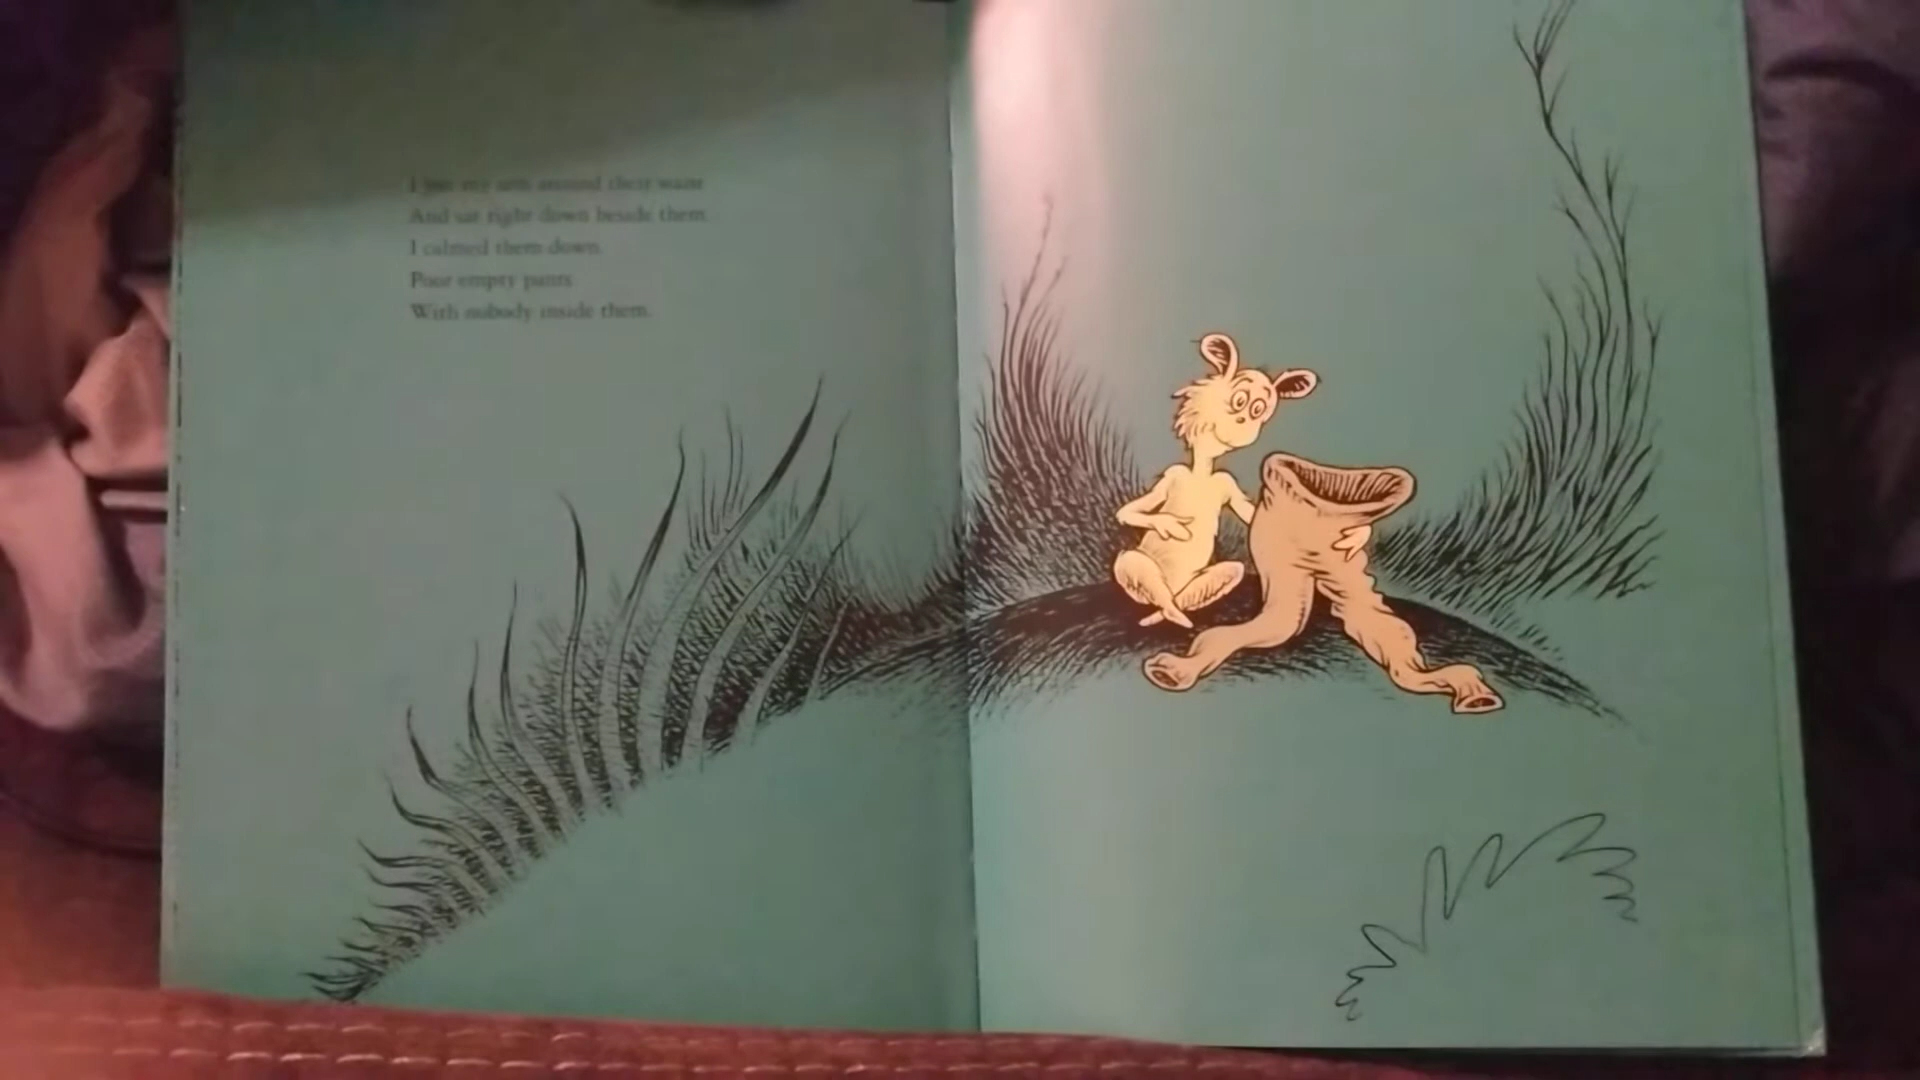 I put my arm around their waist
And sat right down beside them.
I calmed them down.
Poor empty pants
With nobody inside them.